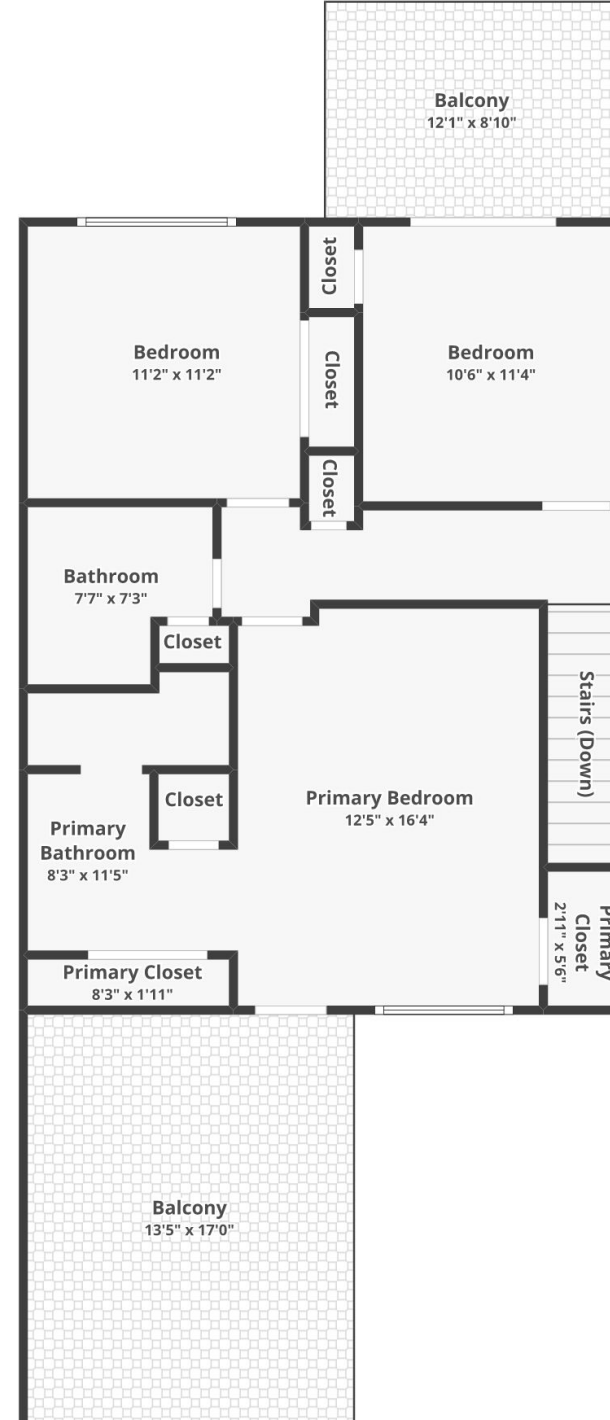 Balcony
12'1" x 8'10"
Closet
Bedroom
11'2" x 11'2"
Closet
Bedroom
10'6" x 11'4"
Closet
Bathroom
7'7" x 7'3"
Closet
Stairs (Down)
Closet
Primary Bedroom
12'5" x 16'4"
Primary
Bathroom
8'3" x 11'5"
Primary
Closet
2'11" x 5'6"
Primary Closet
8'3" x 1'11"
Balcony
13'5" x 17'0"